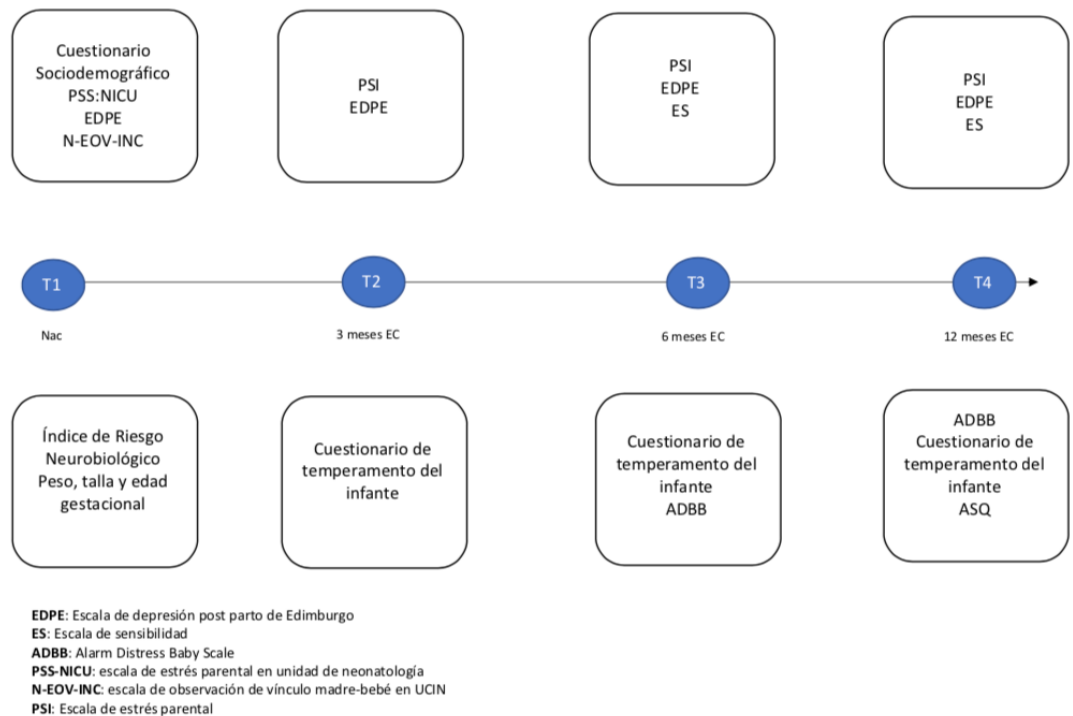 Cuestionario
Sociodemográfico
PSS:NICU
EDPE
N-EOV-INC
PSI
EDPE
PSI
EDPE
ES
PSI
EDPE
ES
T1
T2
T3
T4
Nac
3 meses EC
6 meses EC
12 meses EC
Índice de Riesgo
Neurobiológico
Peso, talla y edad
gestacional
Cuestionario de
temperamento del
infante
Cuestionario de
temperamento del
infante
ADBB
ADBB
Cuestionario de
temperamento del
infante
ASQ
EDPE: Escala de depresión post parto de Edimburgo
ES: Escala de sensibilidad
ADBB: Alarm Distress Baby Scale
PSS-NICU: escala de estrés parental en unidad de neonatología
N-EOV-INC: escala de observación de vínculo madre-bebé en UCIN
PSI: Escala de estrés parental